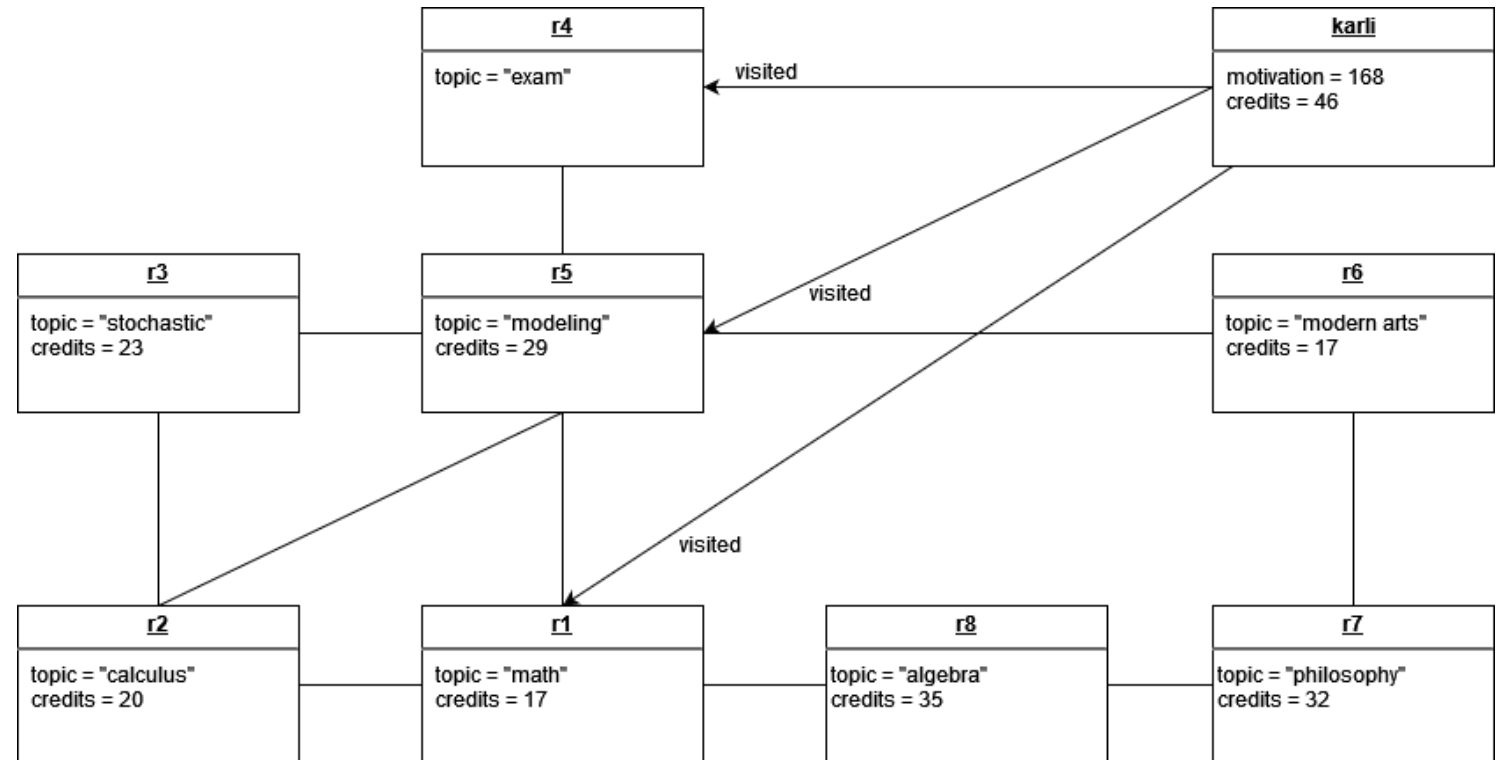 r4
topic = "exam"
karli
motivation = 168
credits = 46
visited
visited
visited
r3
topic = "stochastic"
credits = 23
r5
topic = "modeling"
credits = 29
r6
topic = "modern arts"
credits = 17
r2
topic = "calculus"
credits = 20
r1
topic = "math"
credits = 17
r8
topic = "algebra"
credits = 35
r7
topic = "philosophy"
credits = 32